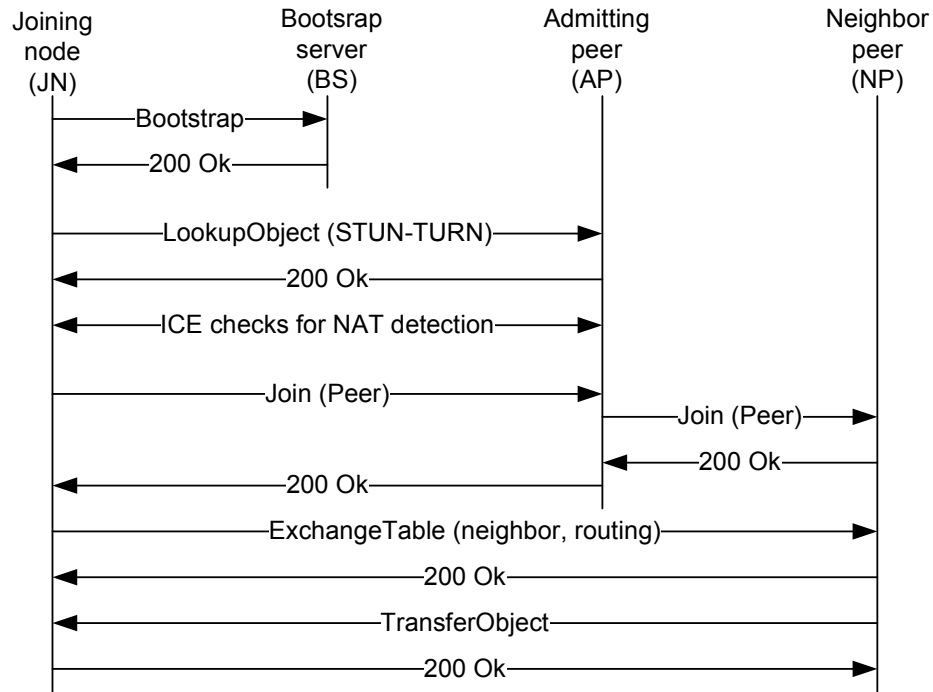 Joining
node
(JN)
Bootsrap
server
(BS)
Admitting
peer
(AP)
Neighbor
peer
(NP)
Bootstrap
200 Ok
LookupObject (STUN-TURN)
200 Ok
ICE checks for NAT detection
Join (Peer)
Join (Peer)
200 Ok
200 Ok
ExchangeTable (neighbor, routing)
200 Ok
TransferObject
200 Ok